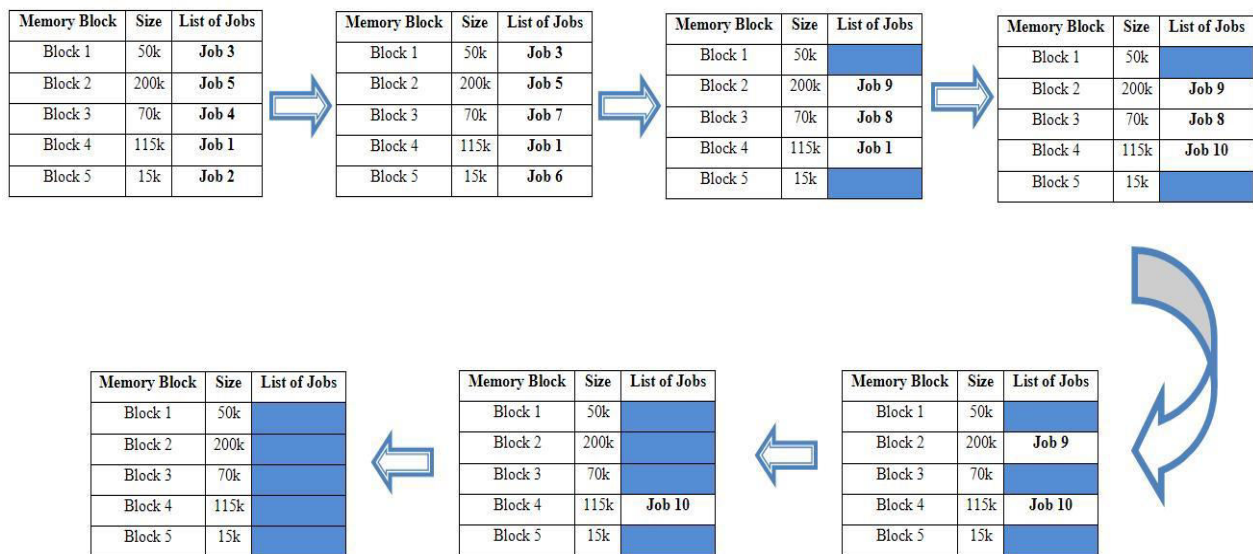 Memory Block Size List of Jobs
Block 1 50k Job 3
Block 2 200k Job 5
Block 3 70k Job 4
Block 4 115k Job 1
Block 5 15k Job 2
Memory Block Size List of Jobs
Block 1 50k Job 3
Block 2 200k Job 5
Block 3 70k Job 7
Block 4 115k Job 1
Block 5 15k Job 6
Memory Block Size List of Jobs
Block 1 50k
Block 2 200k Job 9
Block 3 70k Job 8
Block 4 115k Job 1
Block 5 15k
Memory Block Size List of Jobs
Block 1 50k
Block 2 200k Job 9
Block 3 70k Job 8
Block 4 115k Job 10
Block 5 15k
Memory Block Size List of Jobs
Block 1 50k
Block 2 200k Job 9
Block 3 70k
Block 4 115k Job 10
Block 5 15k
Memory Block Size List of Jobs
Block 1 50k
Block 2 200k
Block 3 70k
Block 4 115k Job 10
Block 5 15k
Memory Block Size List of Jobs
Block 1 50k
Block 2 200k
Block 3 70k
Block 4 115k
Block 5 15k